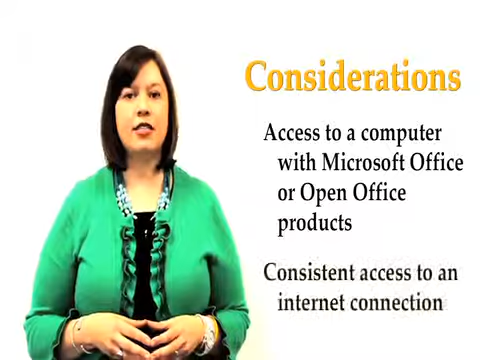 Considerations
Access to a computer
with Microsoft Office
or Open Office
products
Consistent access to an
internet connection